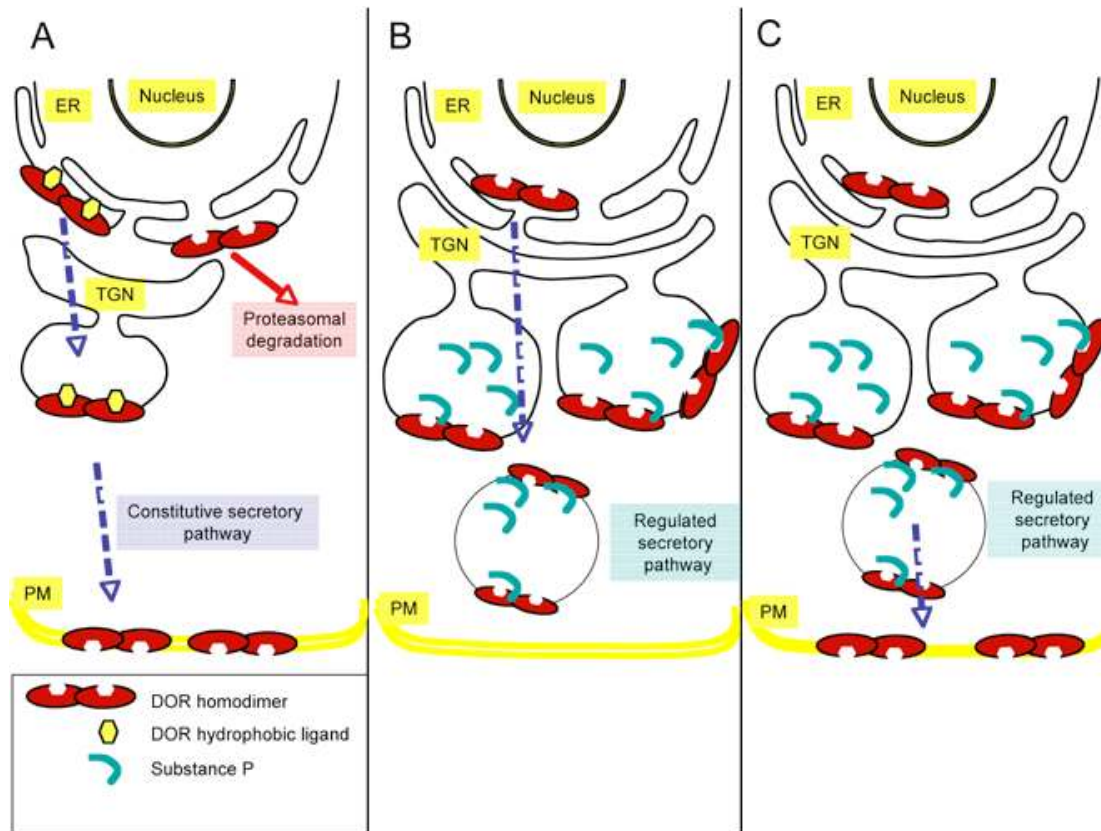 A
Nucleus
ER
TGN
Proteasomal
degradation
Constitutive secretory
pathway
PM
DOR homodimer
DOR hydrophobic ligand
Substance P
B
Nucleus
ER
TGN
Regulated
secretory
pathway
PM
C
Nucleus
ER
TGN
Regulated
secretory
pathway
PM